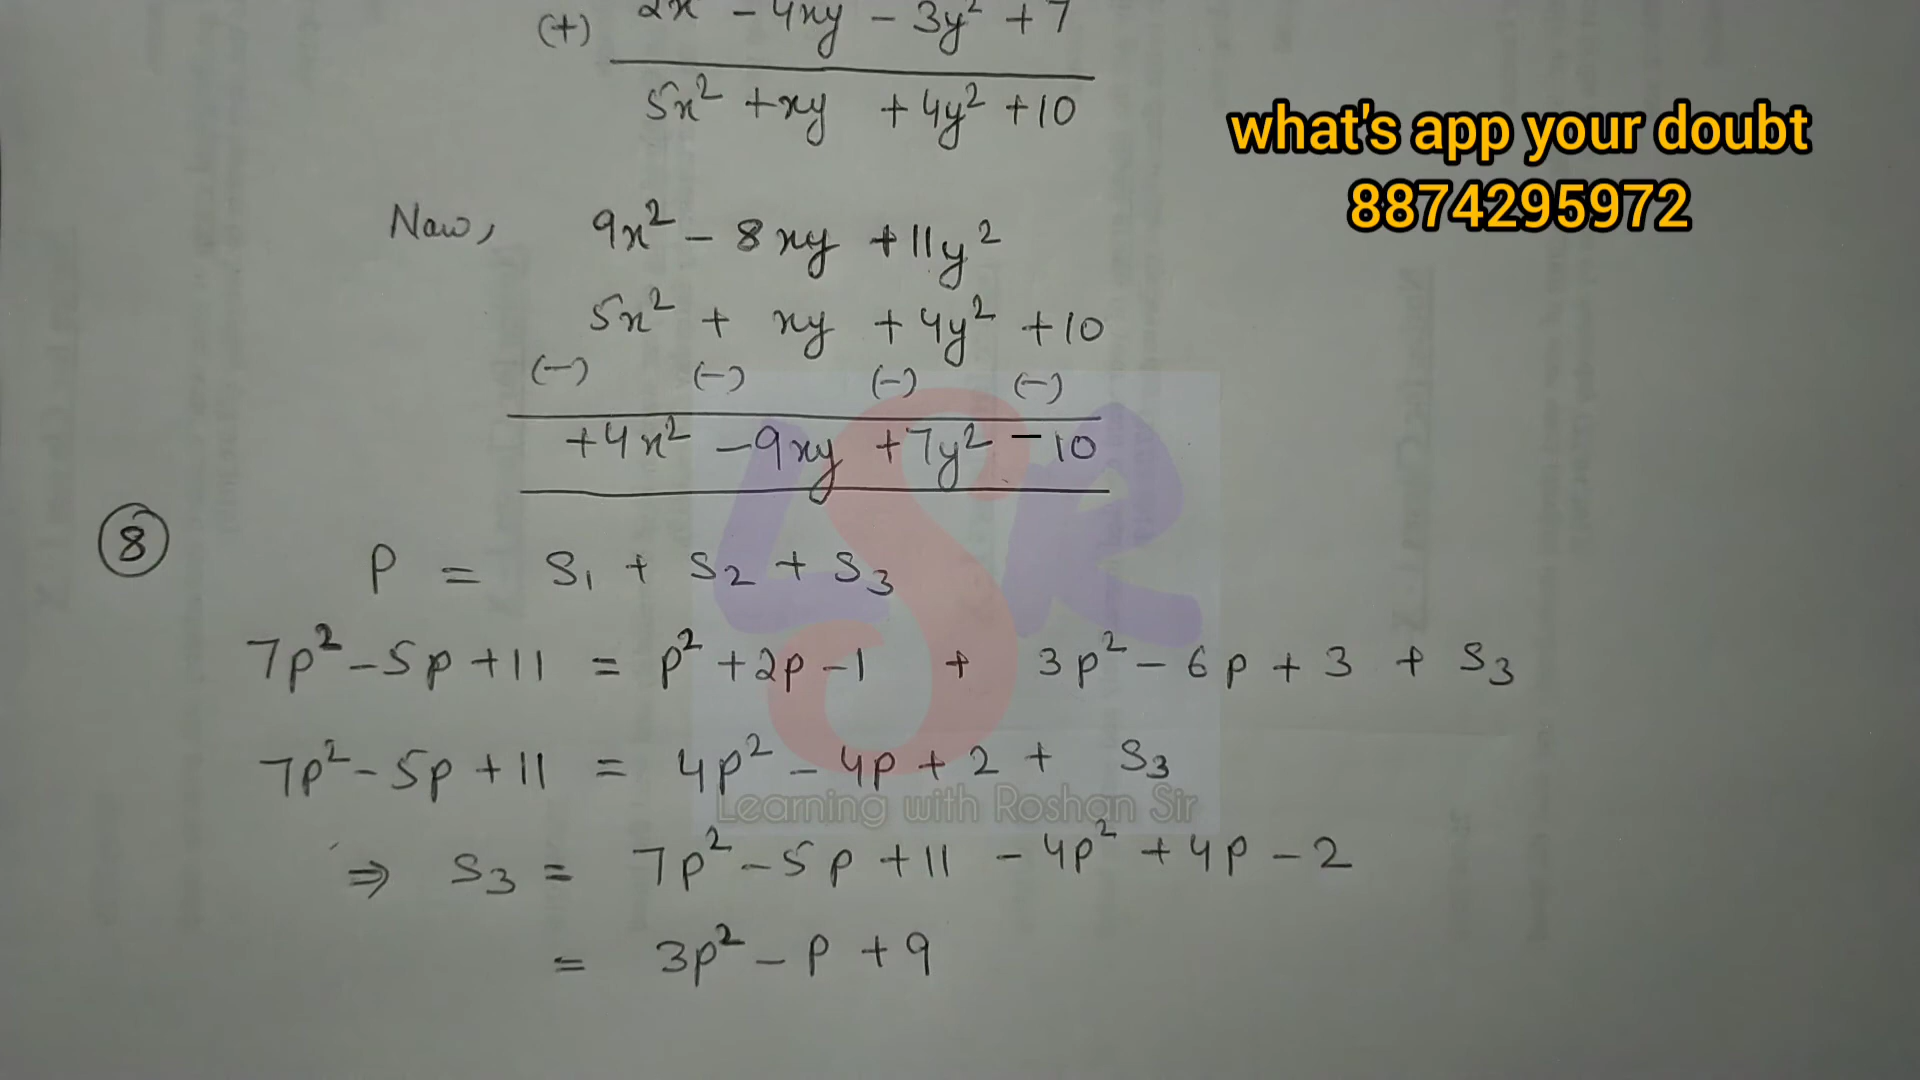 (+) 2x² - 4xy - 3y² + 7
5x² + xy + 4y² + 10
what's app your doubt
8874295972
Now, 9x² - 8xy + 11y²
5x² + xy + 4y² + 10
(-) (-) (-) (-)
+4x² - 9xy + 7y² - 10
LSR
⑧ P = S₁ + S₂ + S₃
7p² - 5p + 11 = p² + 2p - 1 + 3p² - 6p + 3 + S₃
7p² - 5p + 11 = 4p² - 4p + 2 + S₃
Learning with Roshan Sir
⇒ S₃ = 7p² - 5p + 11 - 4p² + 4p - 2
= 3p² - p + 9